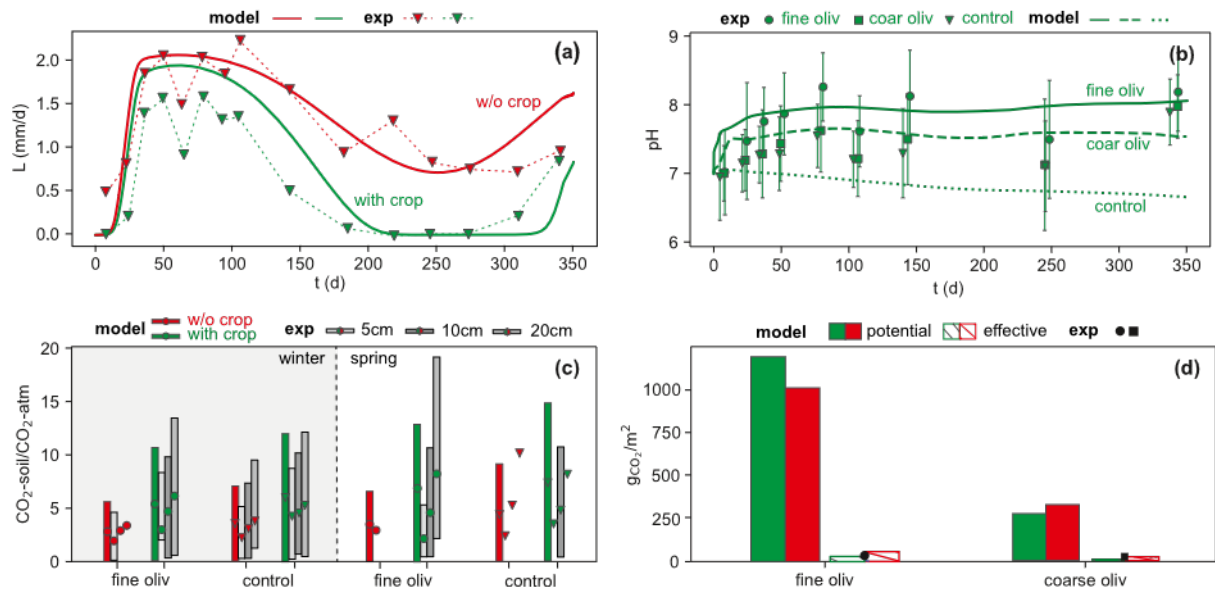 model exp
(a)
2.0
1.5
1.0
0.5
0.0
L (mm/d)
w/o crop
with crop
0 50 100 150 200 250 300 350
t (d)
exp fine oliv coar oliv control model
(b)
9
8
7
6
pH
fine oliv
coar oliv
control
0 50 100 150 200 250 300 350
t (d)
model w/o crop exp 5cm 10cm 20cm
with crop
winter spring (c)
20
15
10
5
0
CO₂-soil/CO₂-atm
fine oliv control fine oliv control
model potential effective exp
(d)
1000
750
500
250
0
gCO₂/m²
fine oliv coarse oliv